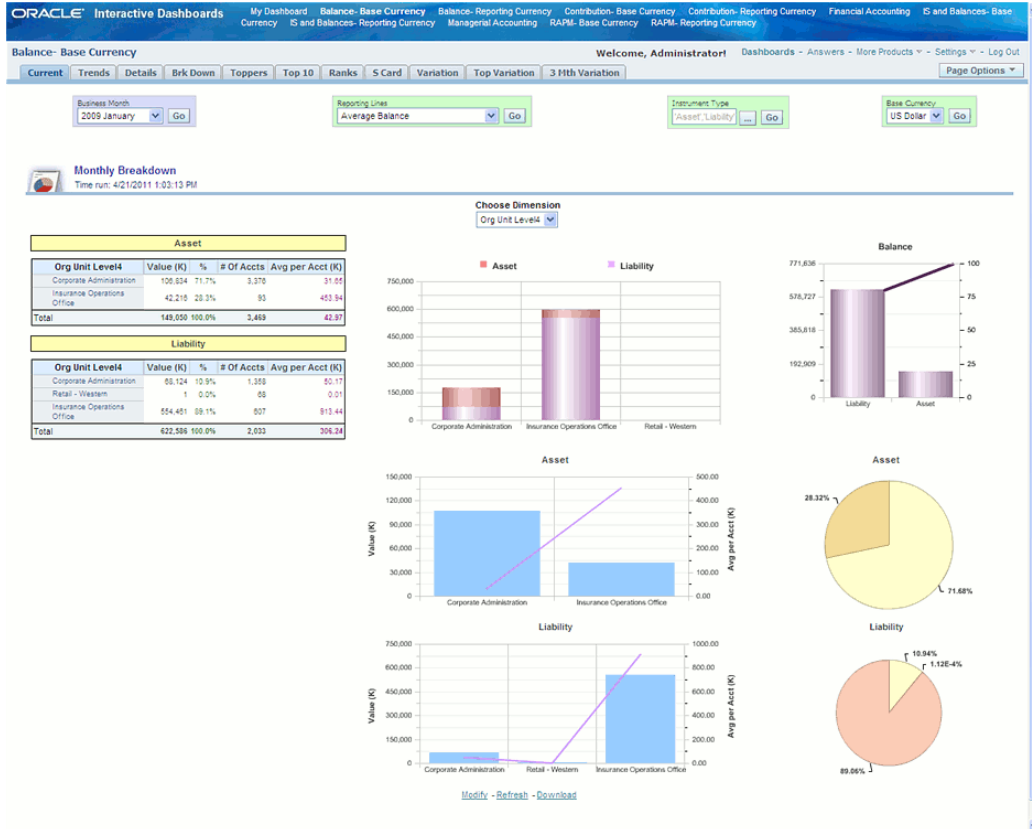 ORACLE Interactive Dashboards
My Dashboard Balance- Base Currency Balance- Reporting Currency Contribution- Base Currency Contribution- Reporting Currency Financial Accounting IS and Balances- Base
Currency IS and Balances- Reporting Currency Managerial Accounting RAPM- Base Currency RAPM- Reporting Currency
Balance- Base Currency
Welcome, Administrator! Dashboards - Answers - More Products - Settings - Log Out
Current Trends Details Brk Down Toppers Top 10 Ranks S Card Variation Top Variation 3 Mth Variation
Page Options
Business Month Reporting Lines Instrument Type Base Currency
2009 January Go Average Balance Go 'Asset','Liability' ... Go US Dollar Go
Monthly Breakdown
Time run: 4/21/2011 1:03:13 PM
Choose Dimension
Org Unit Level4
Asset
Org Unit Level4 Value (K) % # Of Accts Avg per Acct (K)
Corporate Administration 106,834 71.7% 3,376 31.65
Insurance Operations
Office 42,216 28.3% 93 453.94
Total 149,050 100.0% 3,469 42.97
Liability
Org Unit Level4 Value (K) % # Of Accts Avg per Acct (K)
Corporate Administration 68,124 10.9% 50.17
Retail - Western 1 0.0% 68 0.01
Insurance Operations
Office 554,461 89.1% 607 913.44
Total 622,586 100.0% 2,033 306.24
Asset Liability
750,000
600,000
450,000
300,000
150,000
0
Corporate Administration Insurance Operations Office Retail - Western
Balance
771,636 100
578,727 75
385,818 50
192,909 25
0 0
Liability Asset
Asset
Value (K)
150,000 500.00
120,000 400.00
90,000 300.00
60,000 200.00
30,000 100.00
0 0.00
Avg per Acct (K)
Corporate Administration Insurance Operations Office
Asset
28.32%
71.68%
Liability
Value (K)
750,000 1000.00
600,000 800.00
450,000 600.00
300,000 400.00
150,000 200.00
0 0.00
Avg per Acct (K)
Corporate Administration Retail - Western Insurance Operations Office
Liability
10.94%
1.12E-4%
89.06%
Modify - Refresh - Download